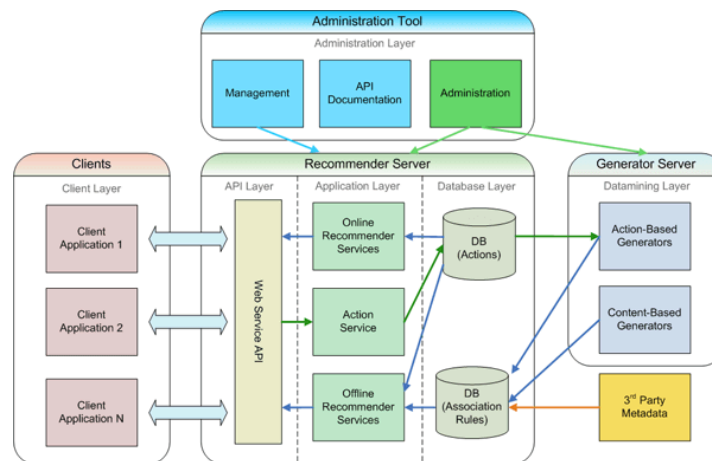 Administration Tool
Administration Layer
Management
API
Documentation
Administration
Clients
Client Layer
Client
Application 1
Client
Application 2
Client
Application N
Recommender Server
API Layer
Application Layer
Database Layer
Web Service API
Online
Recommender
Services
Action
Service
Offline
Recommender
Services
DB
(Actions)
DB
(Association
Rules)
Generator Server
Datamining Layer
Action-Based
Generators
Content-Based
Generators
3rd Party
Metadata